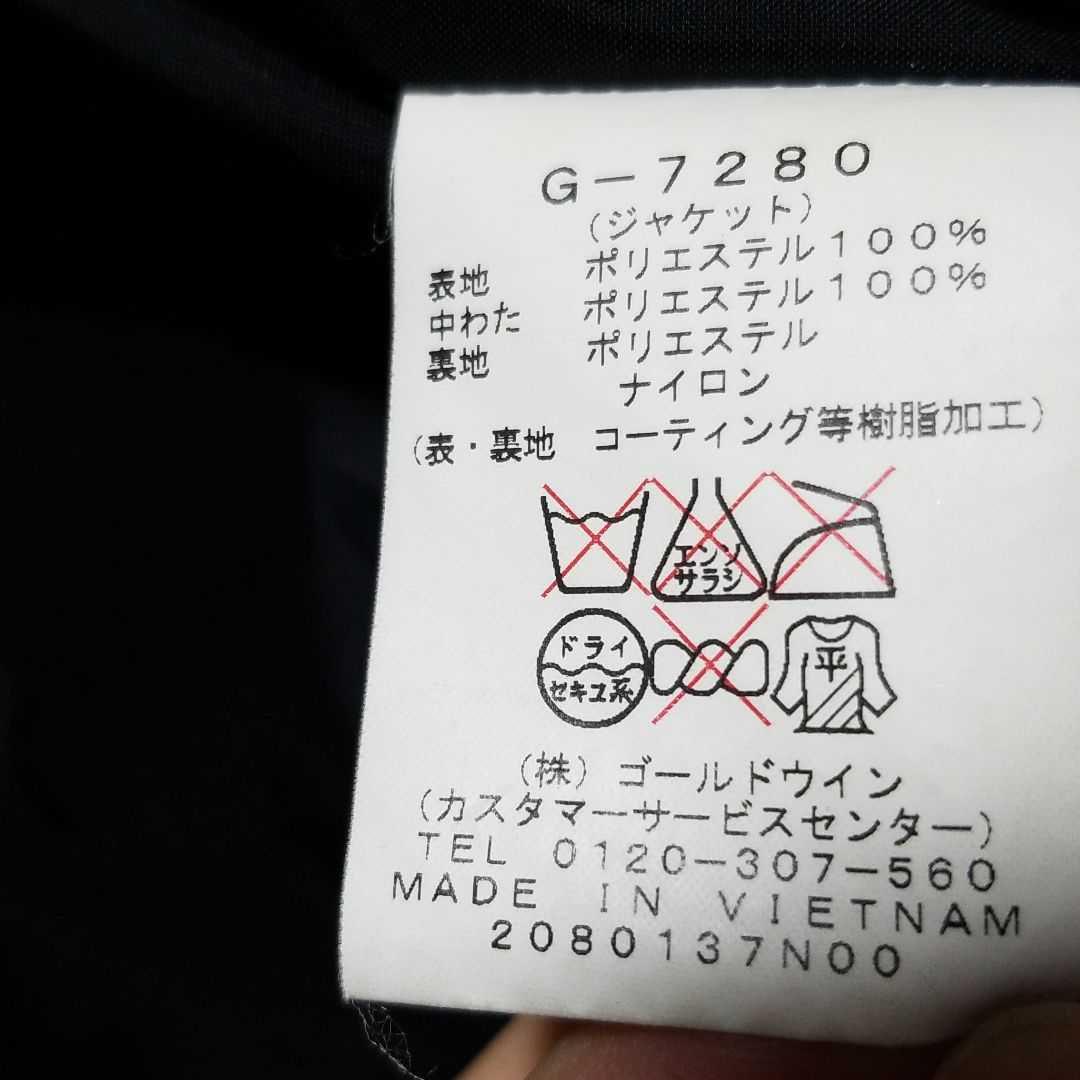 G-7280
(ジャケット)
表地 ポリエステル100%
中わた ポリエステル100%
裏地 ポリエステル
ナイロン
(表・裏地 コーティング等樹脂加工)
エンソ
サラシ
ドライ
セキユ系
平
(株) ゴールドウイン
(カスタマーサービスセンター)
TEL 0120-307-560
MADE IN VIETNAM
2080137N00